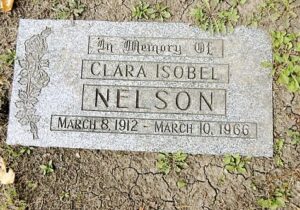 In Memory Of
CLARA ISOBEL
NELSON
MARCH 8, 1912 - MARCH 10, 1966